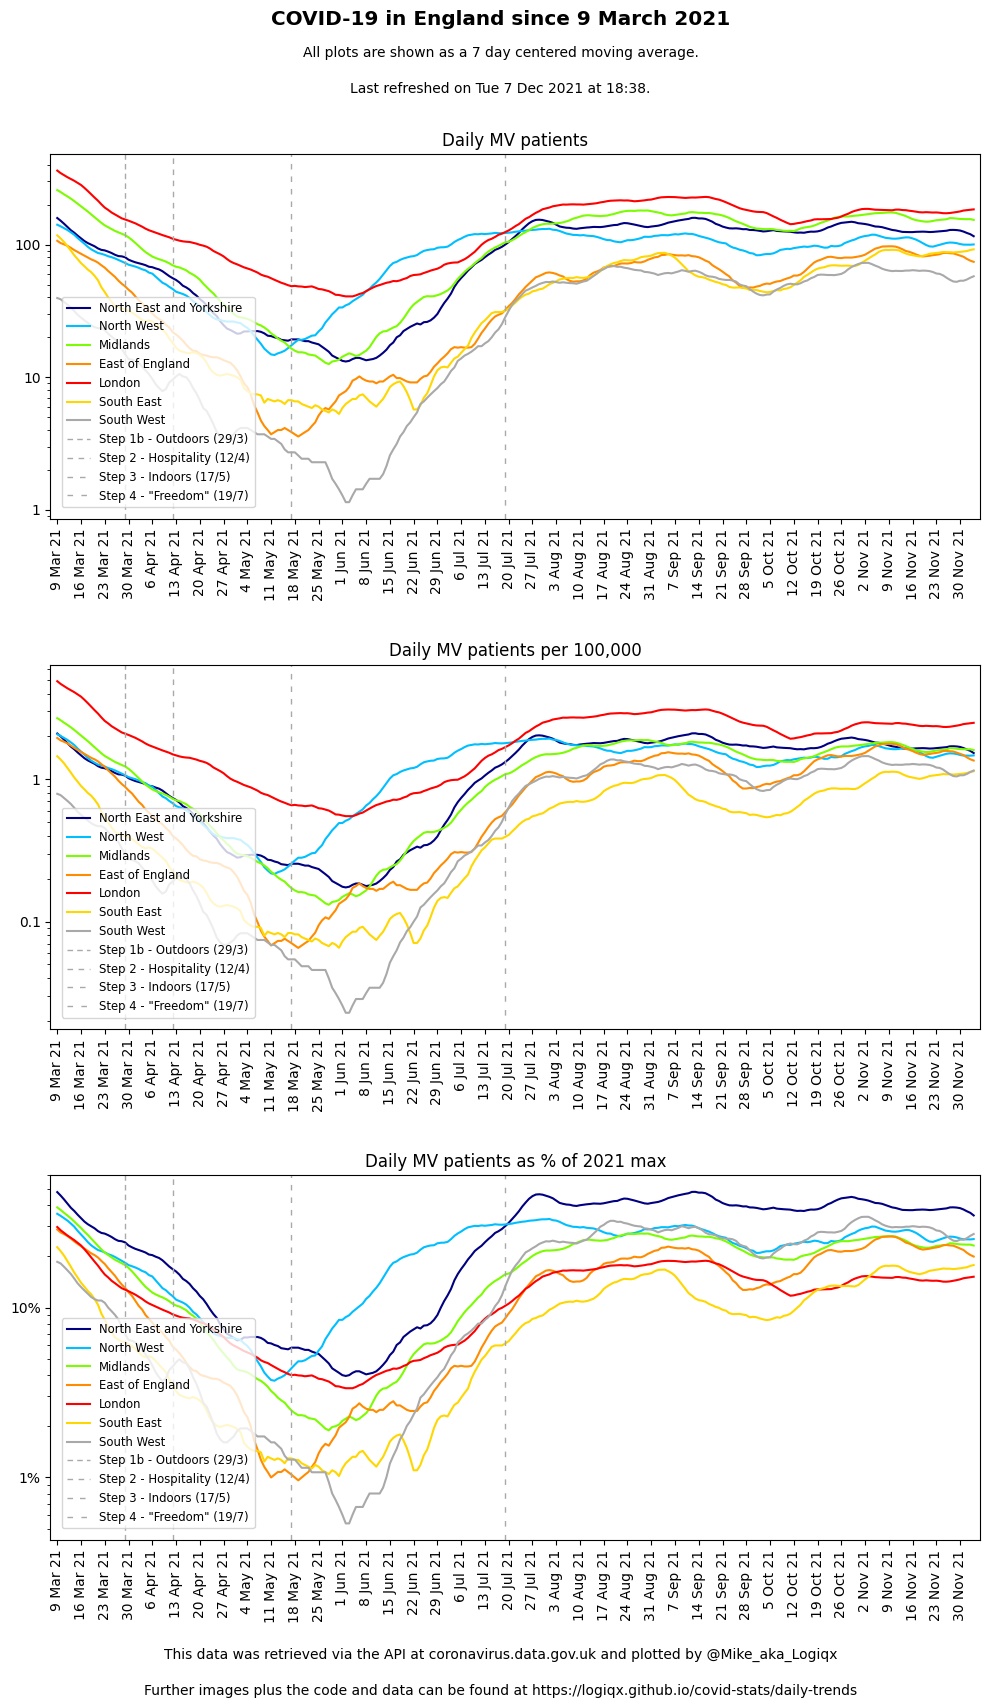 COVID-19 in England since 9 March 2021
All plots are shown as a 7 day centered moving average.
Last refreshed on Tue 7 Dec 2021 at 18:38.
Daily MV patients
100
10
1
North East and Yorkshire
North West
Midlands
East of England
London
South East
South West
Step 1b - Outdoors (29/3)
Step 2 - Hospitality (12/4)
Step 3 - Indoors (17/5)
Step 4 - "Freedom" (19/7)
9 Mar 21
16 Mar 21
23 Mar 21
30 Mar 21
6 Apr 21
13 Apr 21
20 Apr 21
27 Apr 21
4 May 21
11 May 21
18 May 21
25 May 21
1 Jun 21
8 Jun 21
15 Jun 21
22 Jun 21
29 Jun 21
6 Jul 21
13 Jul 21
20 Jul 21
27 Jul 21
3 Aug 21
10 Aug 21
17 Aug 21
24 Aug 21
31 Aug 21
7 Sep 21
14 Sep 21
21 Sep 21
28 Sep 21
5 Oct 21
12 Oct 21
19 Oct 21
26 Oct 21
2 Nov 21
9 Nov 21
16 Nov 21
23 Nov 21
30 Nov 21
Daily MV patients per 100,000
1
0.1
North East and Yorkshire
North West
Midlands
East of England
London
South East
South West
Step 1b - Outdoors (29/3)
Step 2 - Hospitality (12/4)
Step 3 - Indoors (17/5)
Step 4 - "Freedom" (19/7)
9 Mar 21
16 Mar 21
23 Mar 21
30 Mar 21
6 Apr 21
13 Apr 21
20 Apr 21
27 Apr 21
4 May 21
11 May 21
18 May 21
25 May 21
1 Jun 21
8 Jun 21
15 Jun 21
22 Jun 21
29 Jun 21
6 Jul 21
13 Jul 21
20 Jul 21
27 Jul 21
3 Aug 21
10 Aug 21
17 Aug 21
24 Aug 21
31 Aug 21
7 Sep 21
14 Sep 21
21 Sep 21
28 Sep 21
5 Oct 21
12 Oct 21
19 Oct 21
26 Oct 21
2 Nov 21
9 Nov 21
16 Nov 21
23 Nov 21
30 Nov 21
Daily MV patients as % of 2021 max
10%
1%
North East and Yorkshire
North West
Midlands
East of England
London
South East
South West
Step 1b - Outdoors (29/3)
Step 2 - Hospitality (12/4)
Step 3 - Indoors (17/5)
Step 4 - "Freedom" (19/7)
9 Mar 21
16 Mar 21
23 Mar 21
30 Mar 21
6 Apr 21
13 Apr 21
20 Apr 21
27 Apr 21
4 May 21
11 May 21
18 May 21
25 May 21
1 Jun 21
8 Jun 21
15 Jun 21
22 Jun 21
29 Jun 21
6 Jul 21
13 Jul 21
20 Jul 21
27 Jul 21
3 Aug 21
10 Aug 21
17 Aug 21
24 Aug 21
31 Aug 21
7 Sep 21
14 Sep 21
21 Sep 21
28 Sep 21
5 Oct 21
12 Oct 21
19 Oct 21
26 Oct 21
2 Nov 21
9 Nov 21
16 Nov 21
23 Nov 21
30 Nov 21
This data was retrieved via the API at coronavirus.data.gov.uk and plotted by @Mike_aka_Logiqx
Further images plus the code and data can be found at https://logiqx.github.io/covid-stats/daily-trends